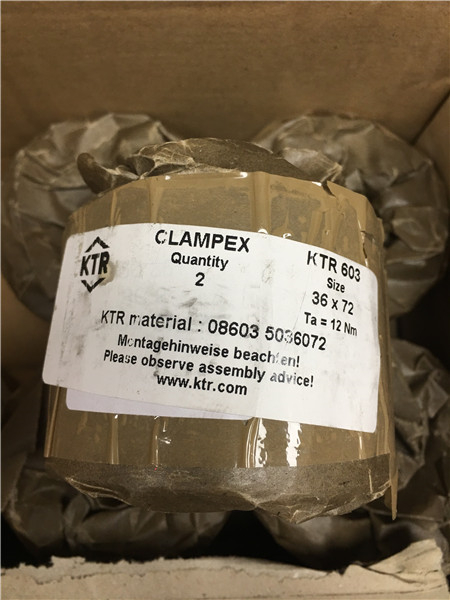 KTR
CLAMPEX
Quantity
2
KTR 603
Size
36 x 72
Ta = 12 Nm
KTR material : 08603 5036072
Montagehinweise beachten!
Please observe assembly advice!
www.ktr.com